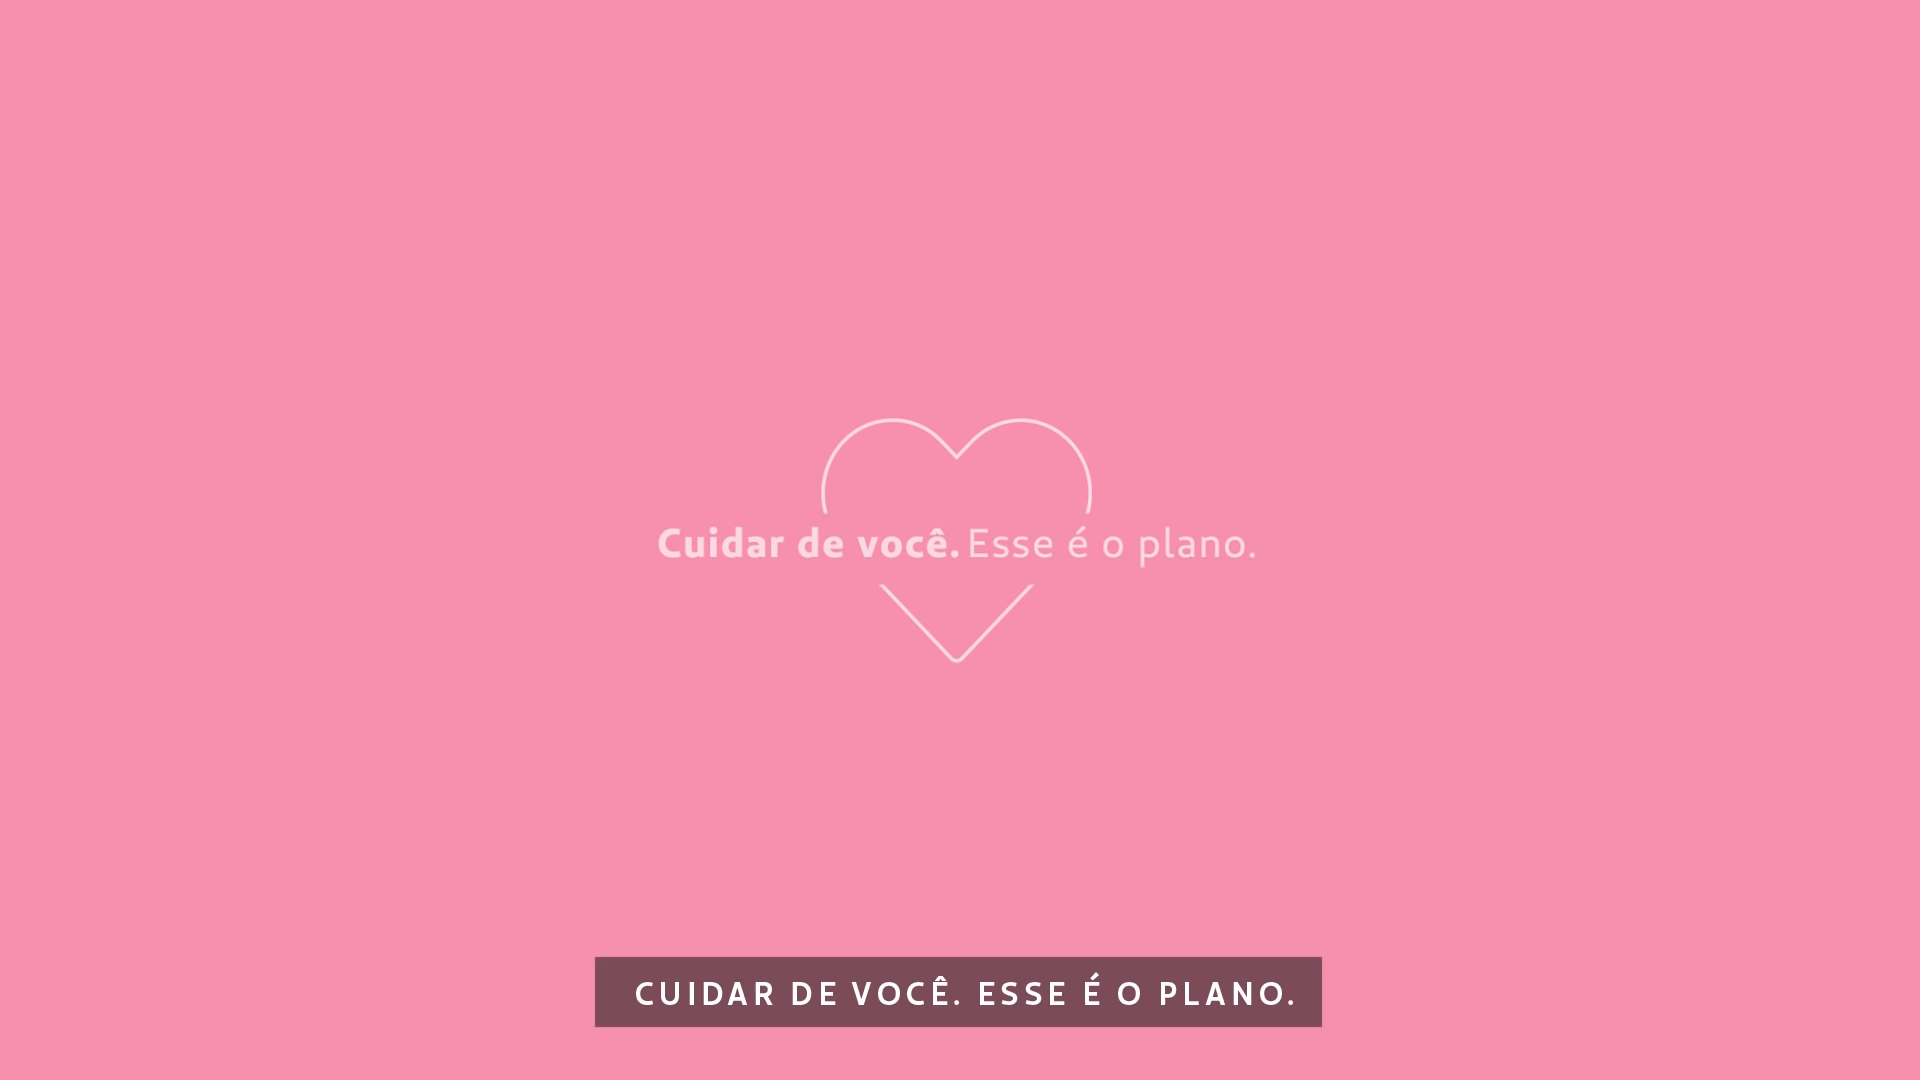 Cuidar de você. Esse é o plano.
CUIDAR DE VOCÊ. ESSE É O PLANO.